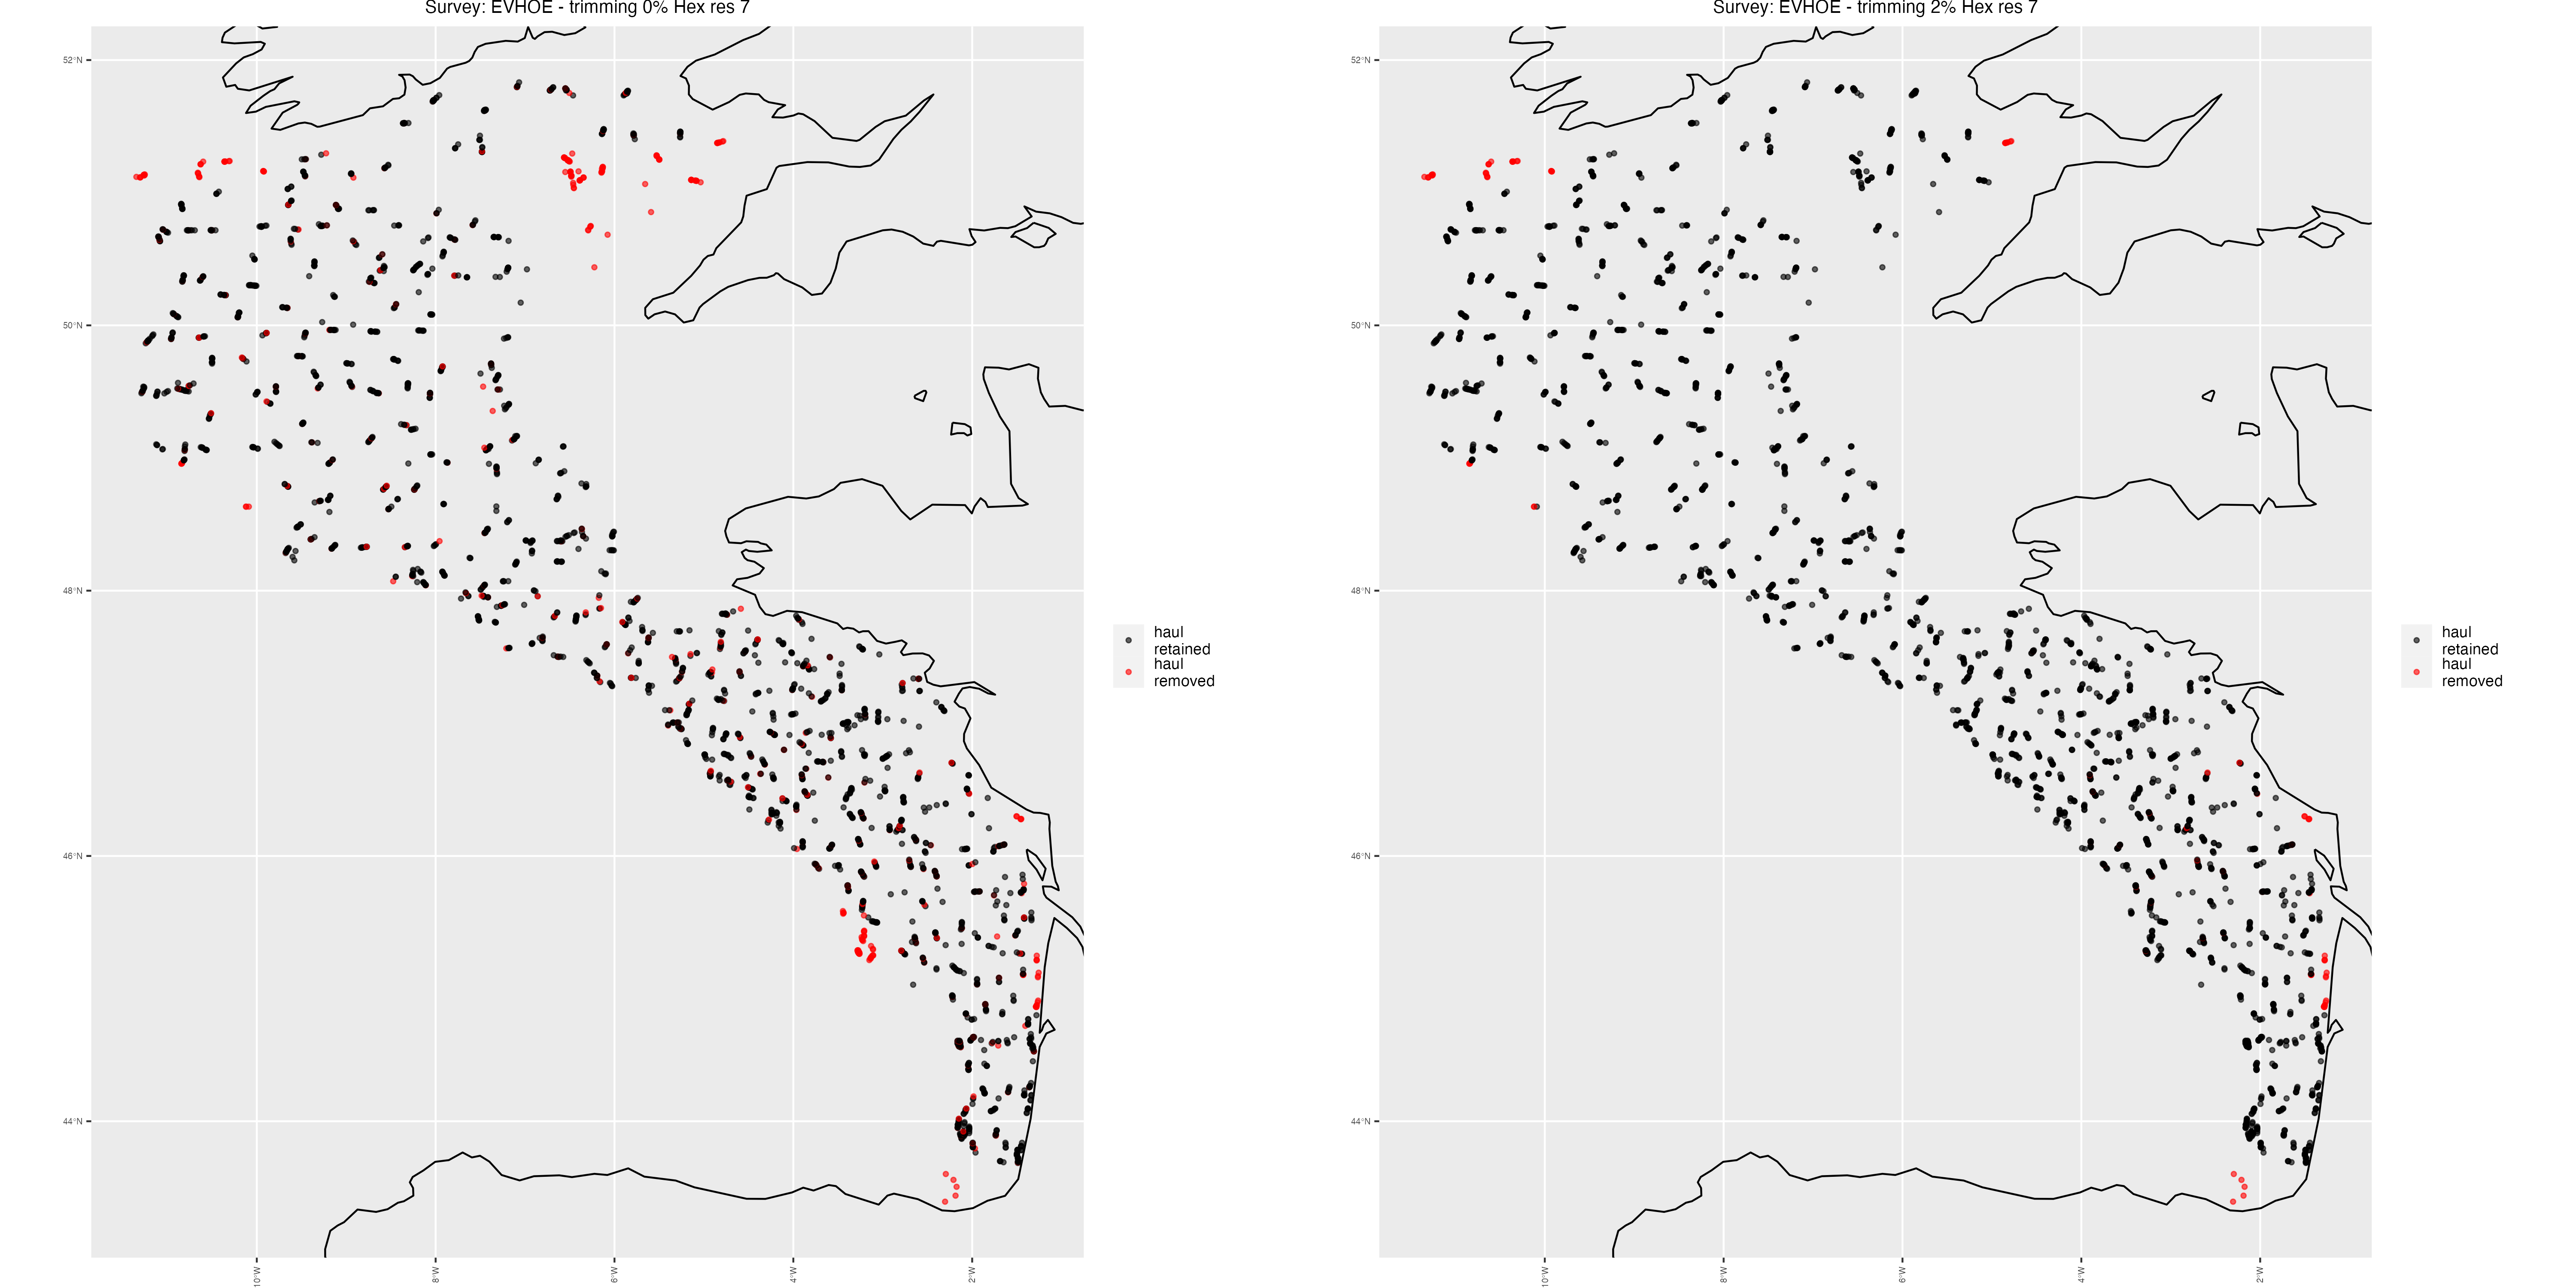 Survey: EVHOE - trimming 0% Hex res 7
52°N
50°N
48°N
46°N
44°N
10°W
8°W
6°W
4°W
2°W
haul
retained
haul
removed
Survey: EVHOE - trimming 2% Hex res 7
52°N
50°N
48°N
46°N
44°N
10°W
8°W
6°W
4°W
2°W
haul
retained
haul
removed